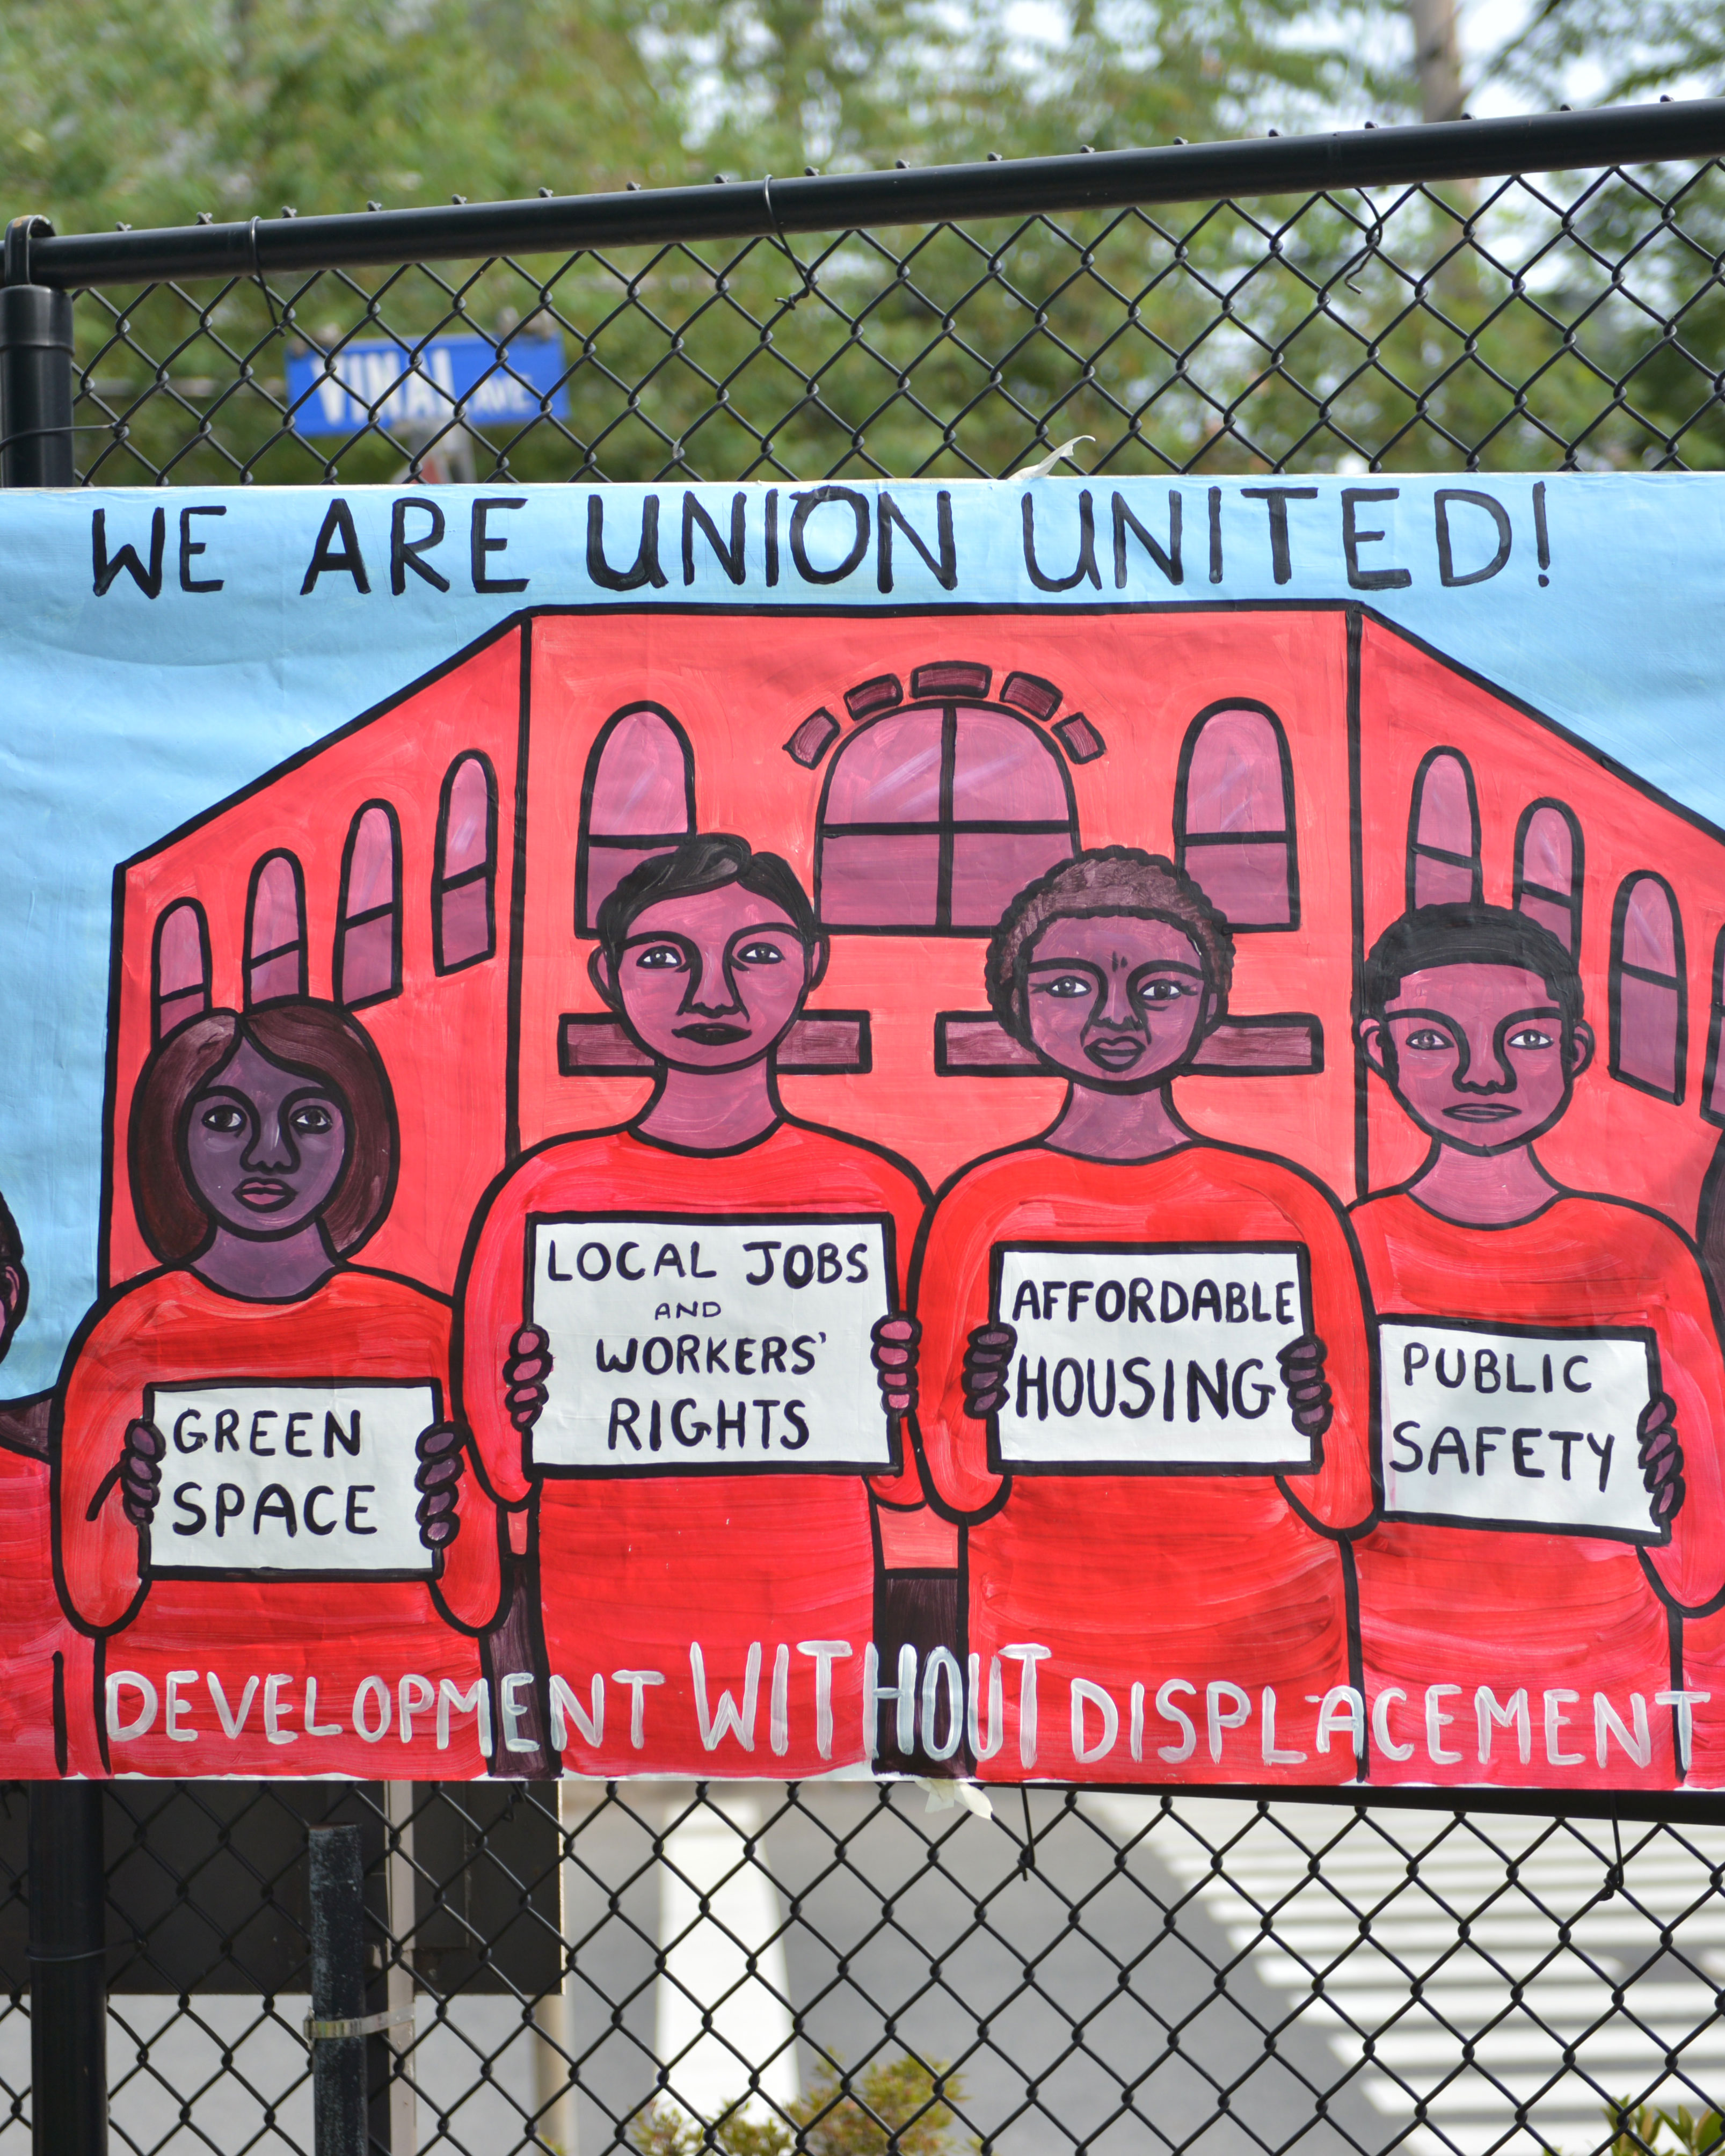 VINAL AVE
WE ARE UNION UNITED!
LOCAL JOBS
AND
WORKERS'
RIGHTS
AFFORDABLE
HOUSING
PUBLIC
SAFETY
GREEN
SPACE
DEVELOPMENT WITHOUT DISPLACEMENT